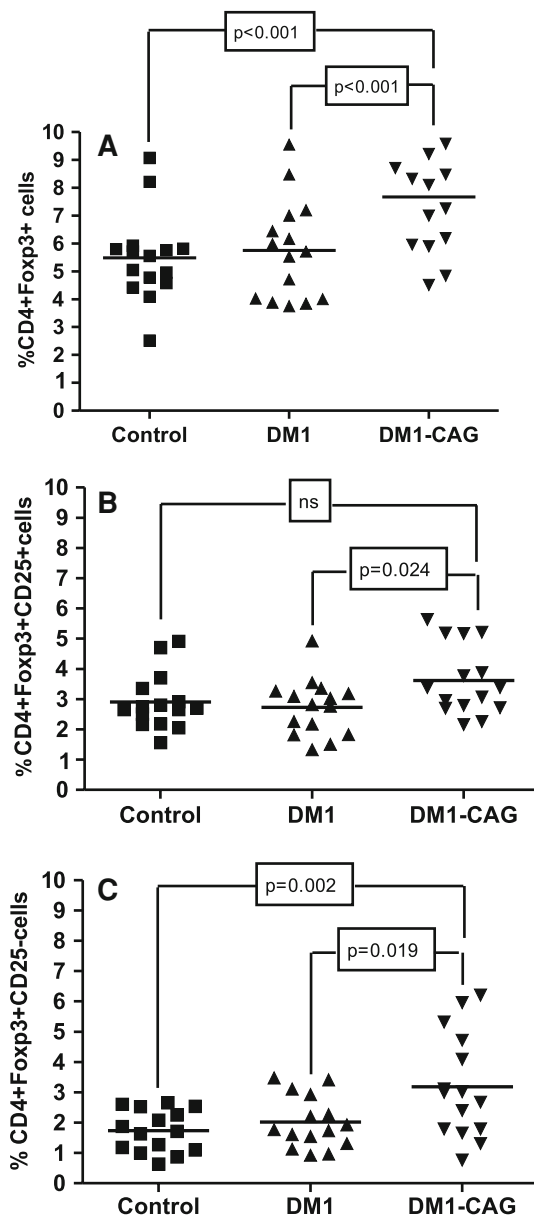 p<0.001
p<0.001
A
%CD4+Foxp3+ cells
10
9
8
7
6
5
4
3
2
1
0
Control DM1 DM1-CAG
B
ns
p=0.024
%CD4+Foxp3+CD25+cells
10
9
8
7
6
5
4
3
2
1
0
Control DM1 DM1-CAG
C
p=0.002
p=0.019
% CD4+Foxp3+CD25-cells
10
9
8
7
6
5
4
3
2
1
0
Control DM1 DM1-CAG